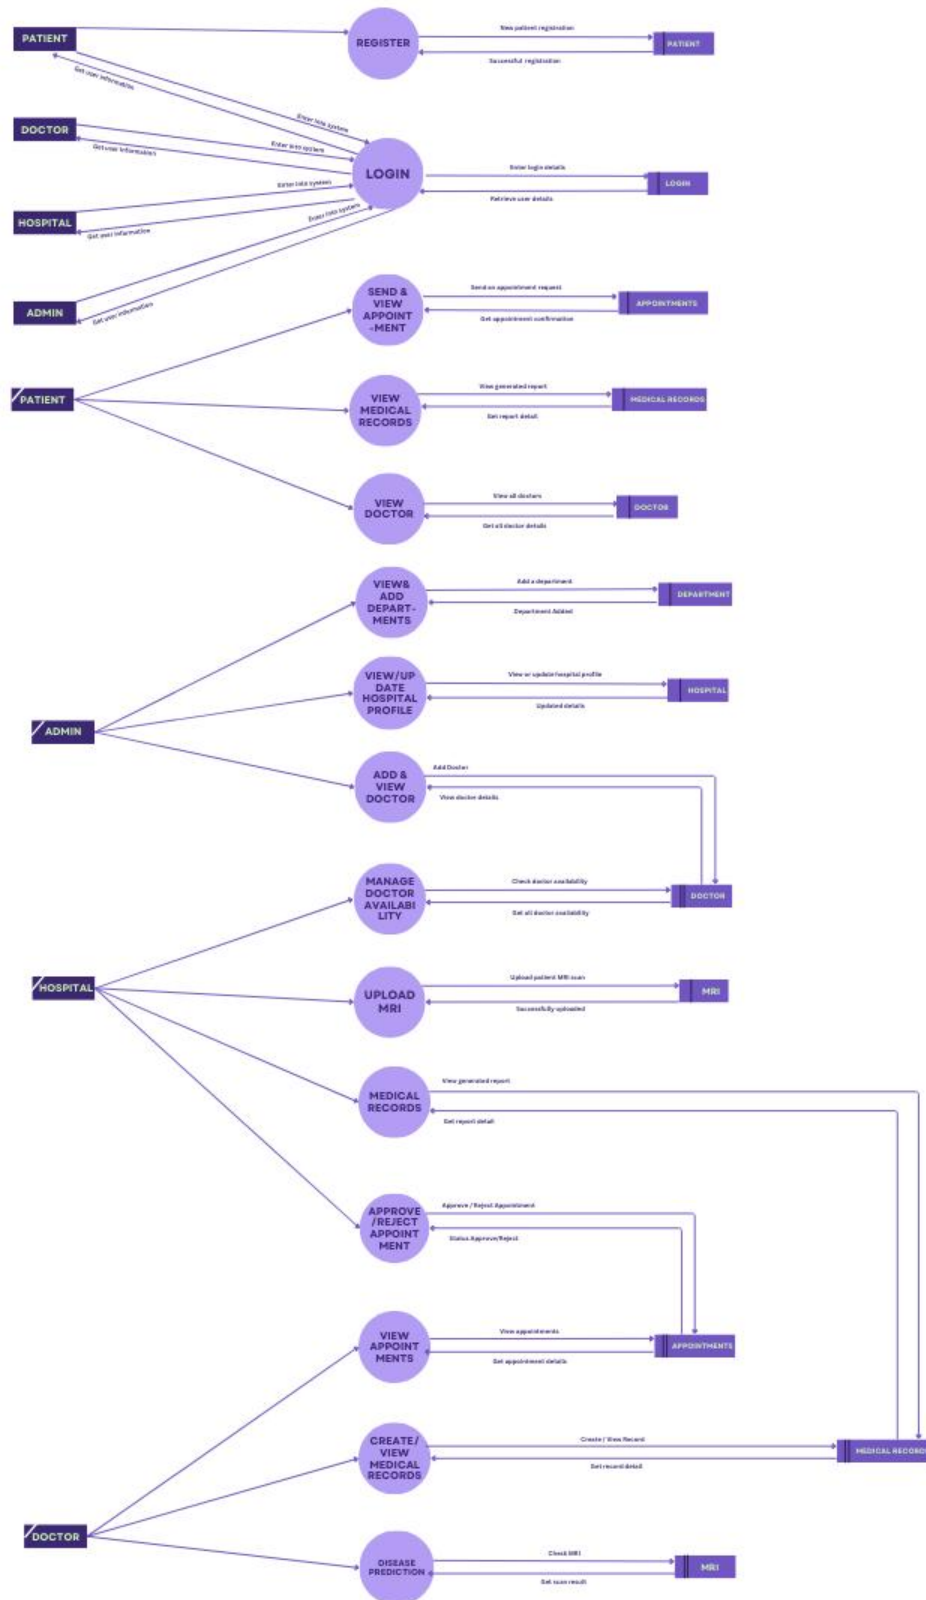 PATIENT
REGISTER
New patient registration
Successful registration
PATIENT
Get user information
Enter into system
DOCTOR
Enter into system
Get user information
LOGIN
Enter login details
Retrieve user details
LOGIN
HOSPITAL
Enter into system
Get user information
Enter into system
ADMIN
Get user information
SEND &
VIEW
APPOINT
-MENT
Send an appointment request
Get appointment confirmation
APPOINTMENTS
PATIENT
VIEW
MEDICAL
RECORDS
View generated report
Get report detail
MEDICAL RECORDS
VIEW
DOCTOR
View all doctors
Get all doctor details
DOCTOR
VIEW&
ADD
DEPART-
MENTS
Add a department
Department Added
DEPARTMENT
VIEW/UP
DATE
HOSPITAL
PROFILE
View or update hospital profile
Updated details
HOSPITAL
ADMIN
ADD &
VIEW
DOCTOR
Add Doctor
View doctor details
MANAGE
DOCTOR
AVAILABI
LITY
Check doctor availability
Get all doctor availability
DOCTOR
HOSPITAL
UPLOAD
MRI
Upload patient MRI scan
Successfully uploaded
MRI
MEDICAL
RECORDS
View generated report
Get report detail
APPROVE
/REJECT
APPOINT
MENT
Approve / Reject Appointment
Status Approve/Reject
VIEW
APPOINT
MENTS
View appointments
Get appointment details
APPOINTMENTS
CREATE/
VIEW
MEDICAL
RECORDS
Create / View Record
Get record detail
MEDICAL RECORDS
DOCTOR
DISEASE
PREDICTION
Check MRI
Get scan result
MRI